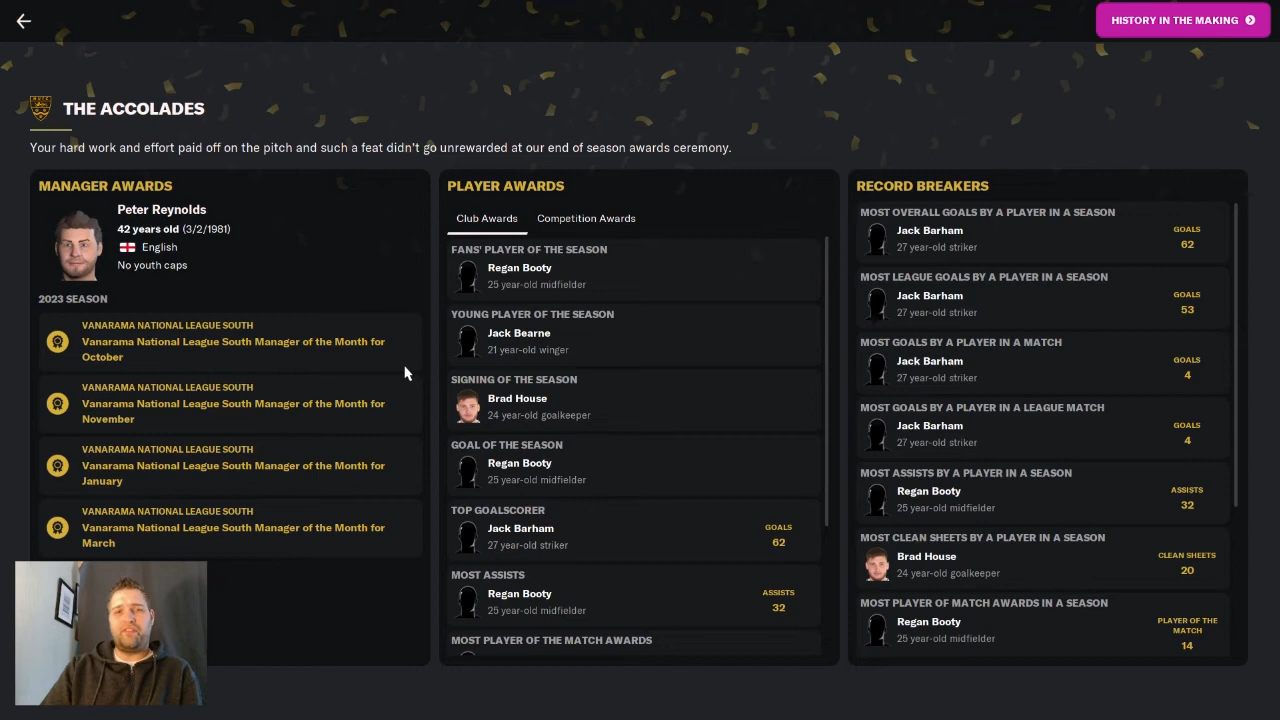 HISTORY IN THE MAKING
THE ACCOLADES
Your hard work and effort paid off on the pitch and such a feat didn't go unrewarded at our end of season awards ceremony.
MANAGER AWARDS
Peter Reynolds
42 years old (3/2/1981)
English
No youth caps
2023 SEASON
VANARAMA NATIONAL LEAGUE SOUTH
Vanarama National League South Manager of the Month for
October
VANARAMA NATIONAL LEAGUE SOUTH
Vanarama National League South Manager of the Month for
November
VANARAMA NATIONAL LEAGUE SOUTH
Vanarama National League South Manager of the Month for
January
VANARAMA NATIONAL LEAGUE SOUTH
Vanarama National League South Manager of the Month for
March
PLAYER AWARDS
Club Awards Competition Awards
FANS' PLAYER OF THE SEASON
Regan Booty
25 year-old midfielder
YOUNG PLAYER OF THE SEASON
Jack Bearne
21 year-old winger
SIGNING OF THE SEASON
Brad House
24 year-old goalkeeper
GOAL OF THE SEASON
Regan Booty
25 year-old midfielder
TOP GOALSCORER
Jack Barham
27 year-old striker
GOALS
62
MOST ASSISTS
Regan Booty
25 year-old midfielder
ASSISTS
32
MOST PLAYER OF THE MATCH AWARDS
RECORD BREAKERS
MOST OVERALL GOALS BY A PLAYER IN A SEASON
Jack Barham
27 year-old striker
GOALS
62
MOST LEAGUE GOALS BY A PLAYER IN A SEASON
Jack Barham
27 year-old striker
GOALS
53
MOST GOALS BY A PLAYER IN A MATCH
Jack Barham
27 year-old striker
GOALS
4
MOST GOALS BY A PLAYER IN A LEAGUE MATCH
Jack Barham
27 year-old striker
GOALS
4
MOST ASSISTS BY A PLAYER IN A SEASON
Regan Booty
25 year-old midfielder
ASSISTS
32
MOST CLEAN SHEETS BY A PLAYER IN A SEASON
Brad House
24 year-old goalkeeper
CLEAN SHEETS
20
MOST PLAYER OF MATCH AWARDS IN A SEASON
Regan Booty
25 year-old midfielder
PLAYER OF THE
MATCH
14